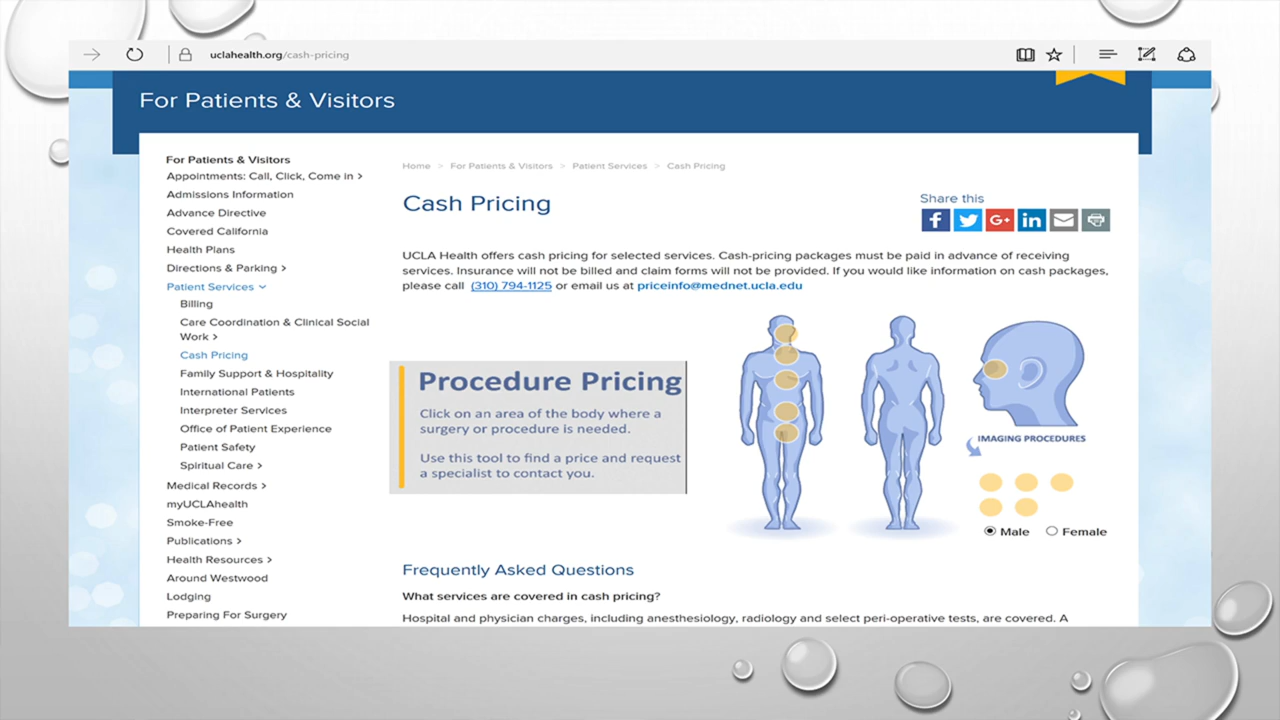 uclahealth.org/cash-pricing
For Patients & Visitors
For Patients & Visitors
Appointments: Call, Click, Come in >
Admissions Information
Advance Directive
Covered California
Health Plans
Directions & Parking >
Patient Services
Billing
Care Coordination & Clinical Social
Work >
Cash Pricing
Family Support & Hospitality
International Patients
Interpreter Services
Office of Patient Experience
Patient Safety
Spiritual Care >
Medical Records >
myUCLAhealth
Smoke-Free
Publications >
Health Resources >
Around Westwood
Lodging
Preparing For Surgery
Home > For Patients & Visitors > Patient Services > Cash Pricing
Cash Pricing
Share this
f
G+
in
UCLA Health offers cash pricing for selected services. Cash-pricing packages must be paid in advance of receiving
services. Insurance will not be billed and claim forms will not be provided. If you would like information on cash packages,
please call (310) 794-1125 or email us at priceinfo@mednet.ucla.edu
Procedure Pricing
Click on an area of the body where a
surgery or procedure is needed.
Use this tool to find a price and request
a specialist to contact you.
IMAGING PROCEDURES
Male Female
Frequently Asked Questions
What services are covered in cash pricing?
Hospital and physician charges, including anesthesiology, radiology and select peri-operative tests, are covered. A